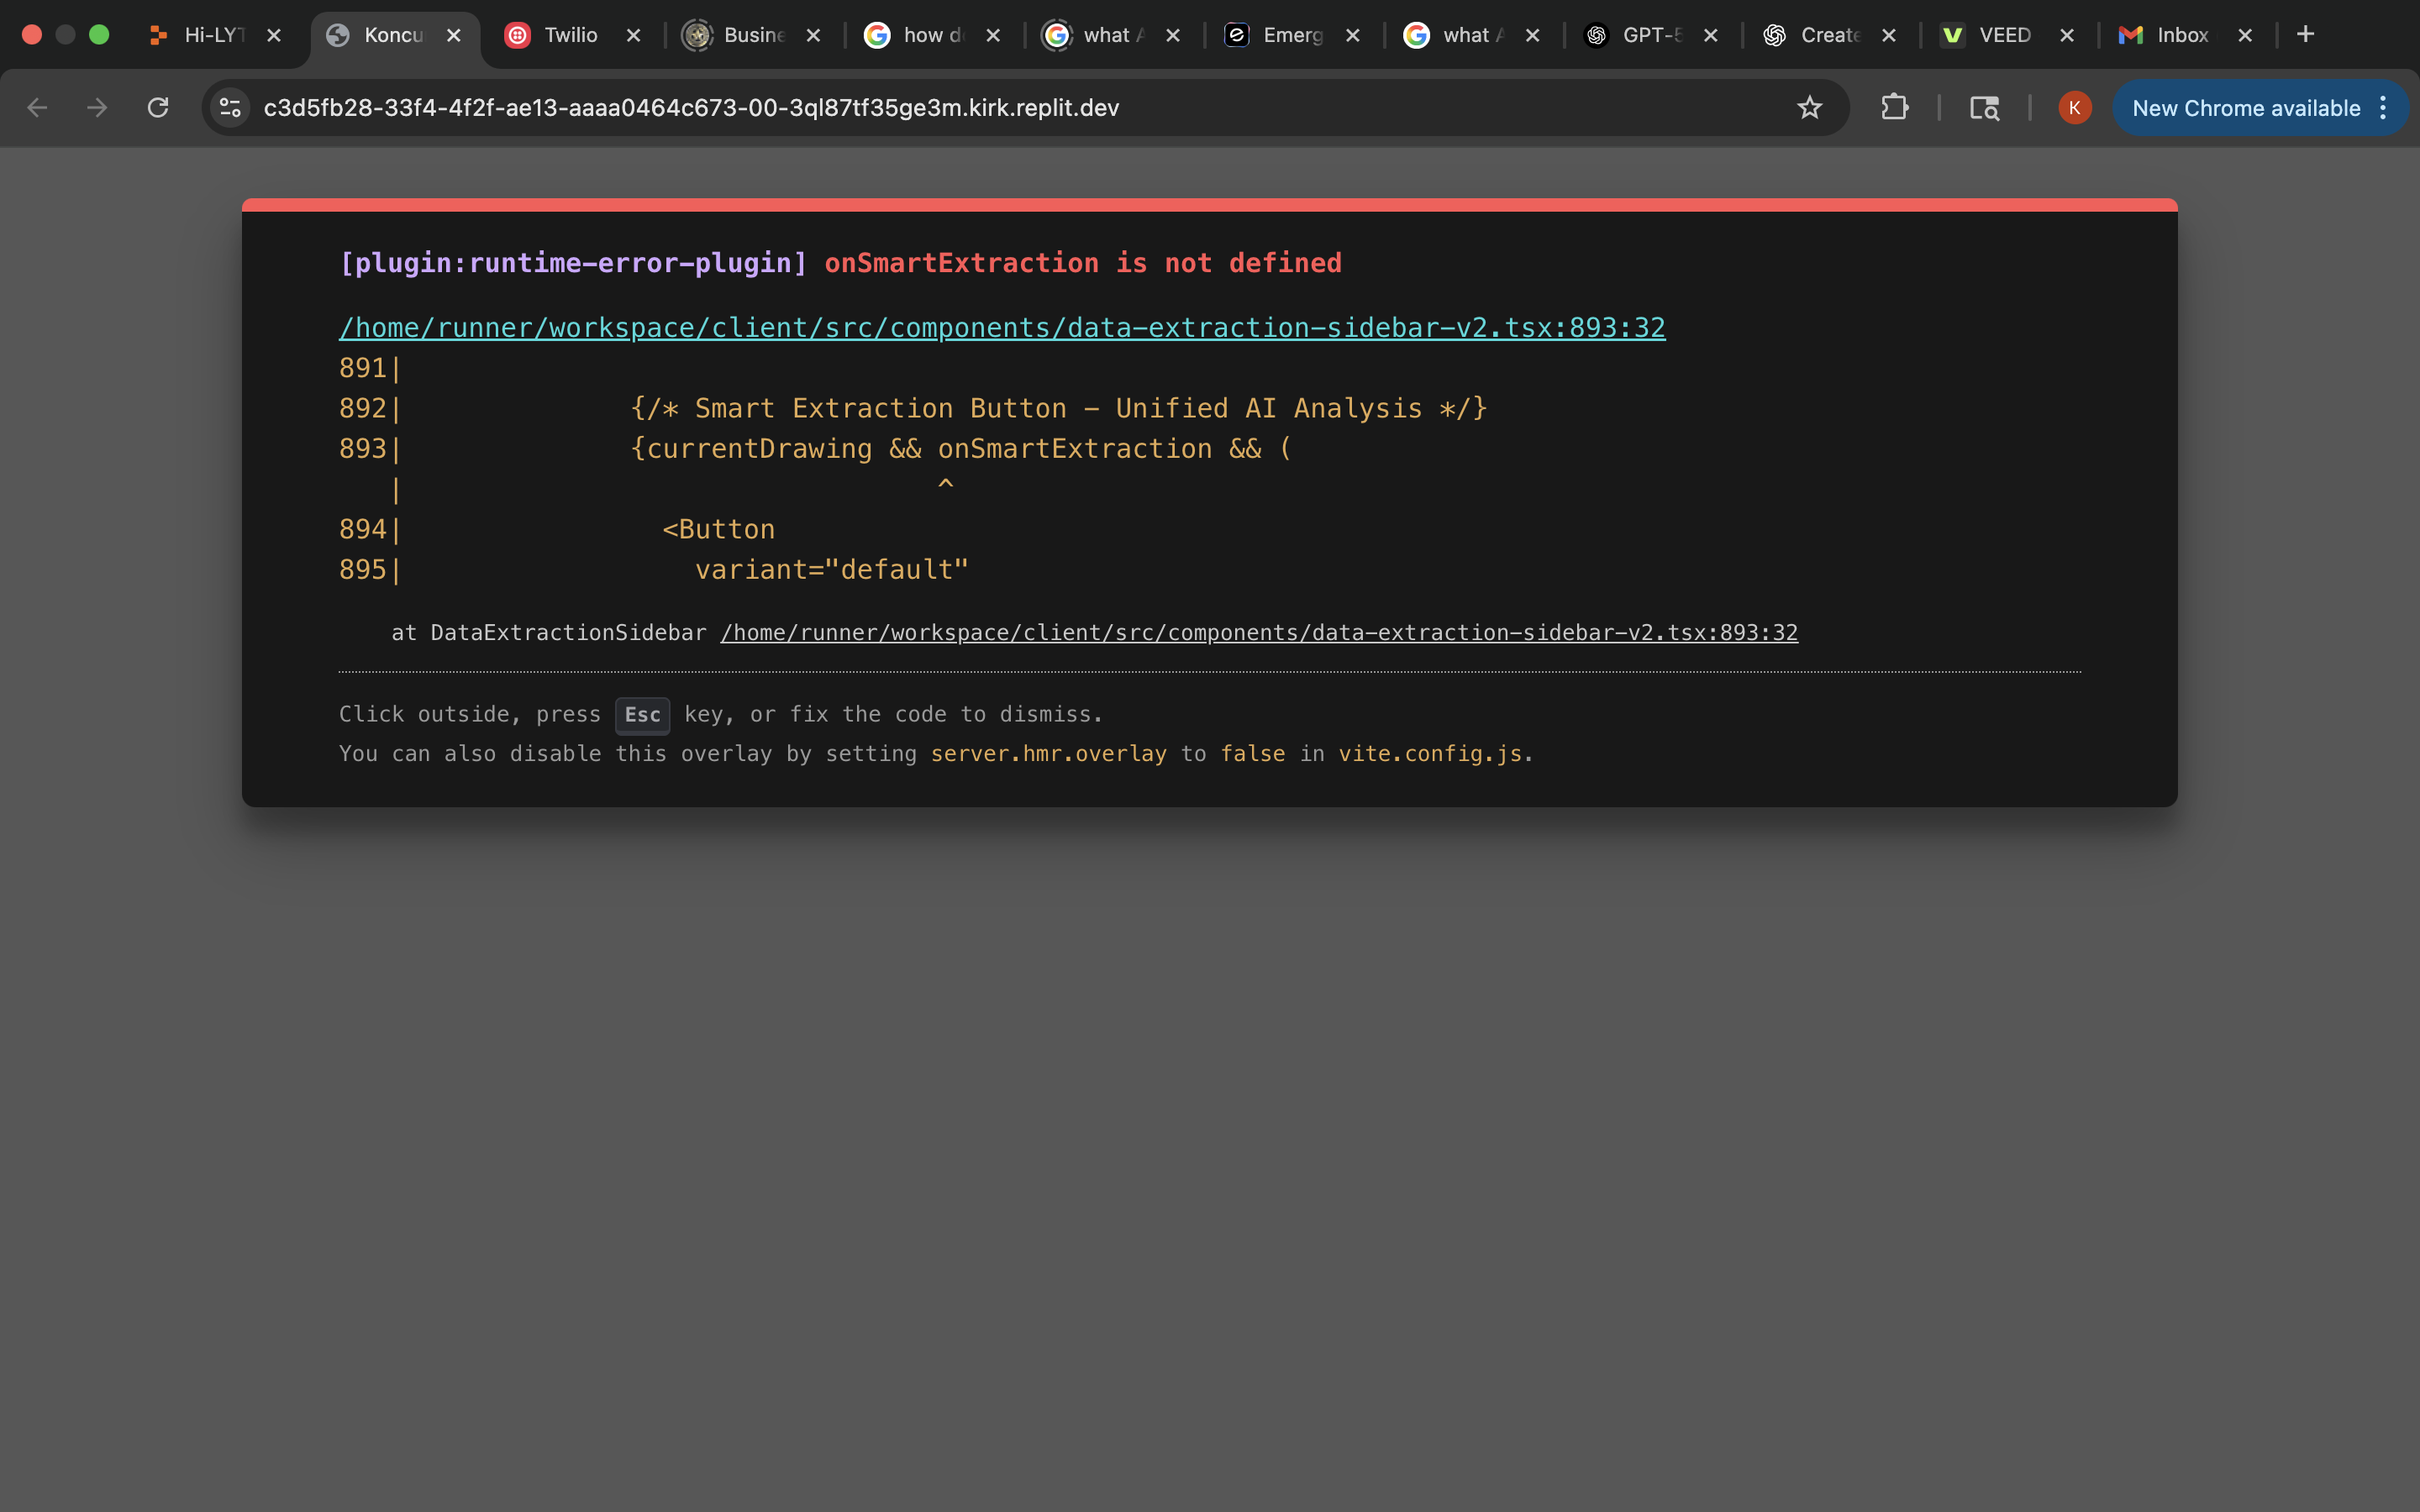 Hi-LYT
Koncu
Twilio
Busine
how d
what A
Emerg
what A
GPT-5
Create
VEED
Inbox
c3d5fb28-33f4-4f2f-ae13-aaaa0464c673-00-3ql87tf35ge3m.kirk.replit.dev
K
New Chrome available
[plugin:runtime-error-plugin] onSmartExtraction is not defined
/home/runner/workspace/client/src/components/data-extraction-sidebar-v2.tsx:893:32
891|
892|              {/* Smart Extraction Button - Unified AI Analysis */}
893|              {currentDrawing && onSmartExtraction && (
   |                                 ^
894|                <Button
895|                  variant="default"
at DataExtractionSidebar /home/runner/workspace/client/src/components/data-extraction-sidebar-v2.tsx:893:32
Click outside, press Esc key, or fix the code to dismiss.
You can also disable this overlay by setting server.hmr.overlay to false in vite.config.js.